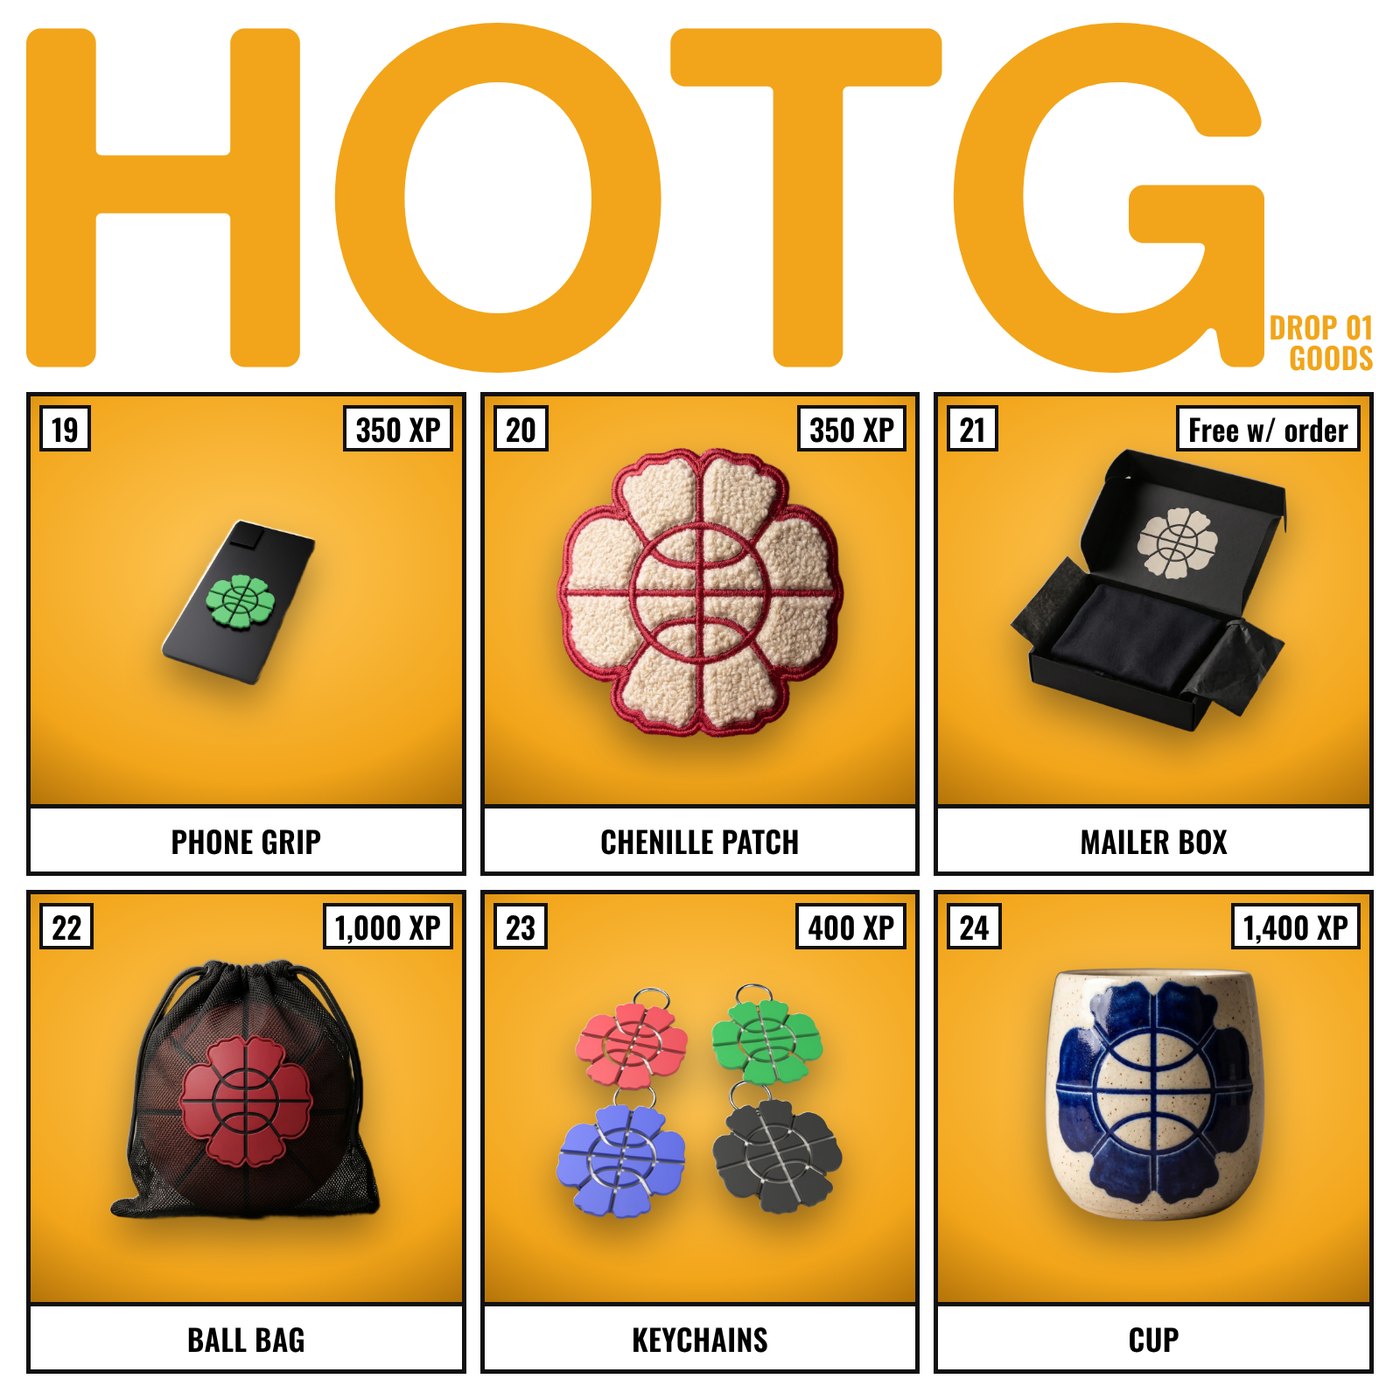 HOTG
DROP 01
GOODS
19
350 XP
PHONE GRIP
20
350 XP
CHENILLE PATCH
21
Free w/ order
MAILER BOX
22
1,000 XP
BALL BAG
23
400 XP
KEYCHAINS
24
1,400 XP
CUP